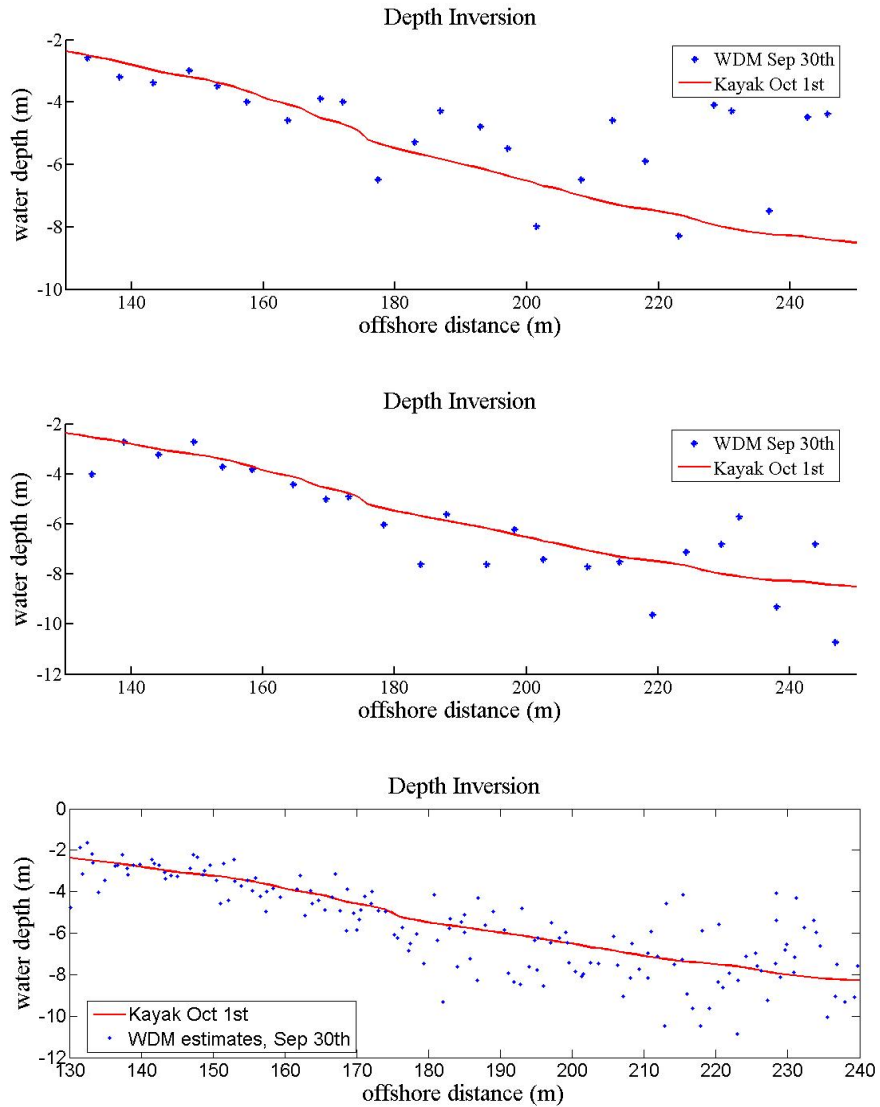 Depth Inversion
-2
-4
-6
-8
-10
water depth (m)
WDM Sep 30th
Kayak Oct 1st
140 160 180 200 220 240
offshore distance (m)
Depth Inversion
-2
-4
-6
-8
-10
-12
water depth (m)
WDM Sep 30th
Kayak Oct 1st
140 160 180 200 220 240
offshore distance (m)
Depth Inversion
0
-2
-4
-6
-8
-10
-12
water depth (m)
Kayak Oct 1st
WDM estimates, Sep 30th
130 140 150 160 170 180 190 200 210 220 230 240
offshore distance (m)